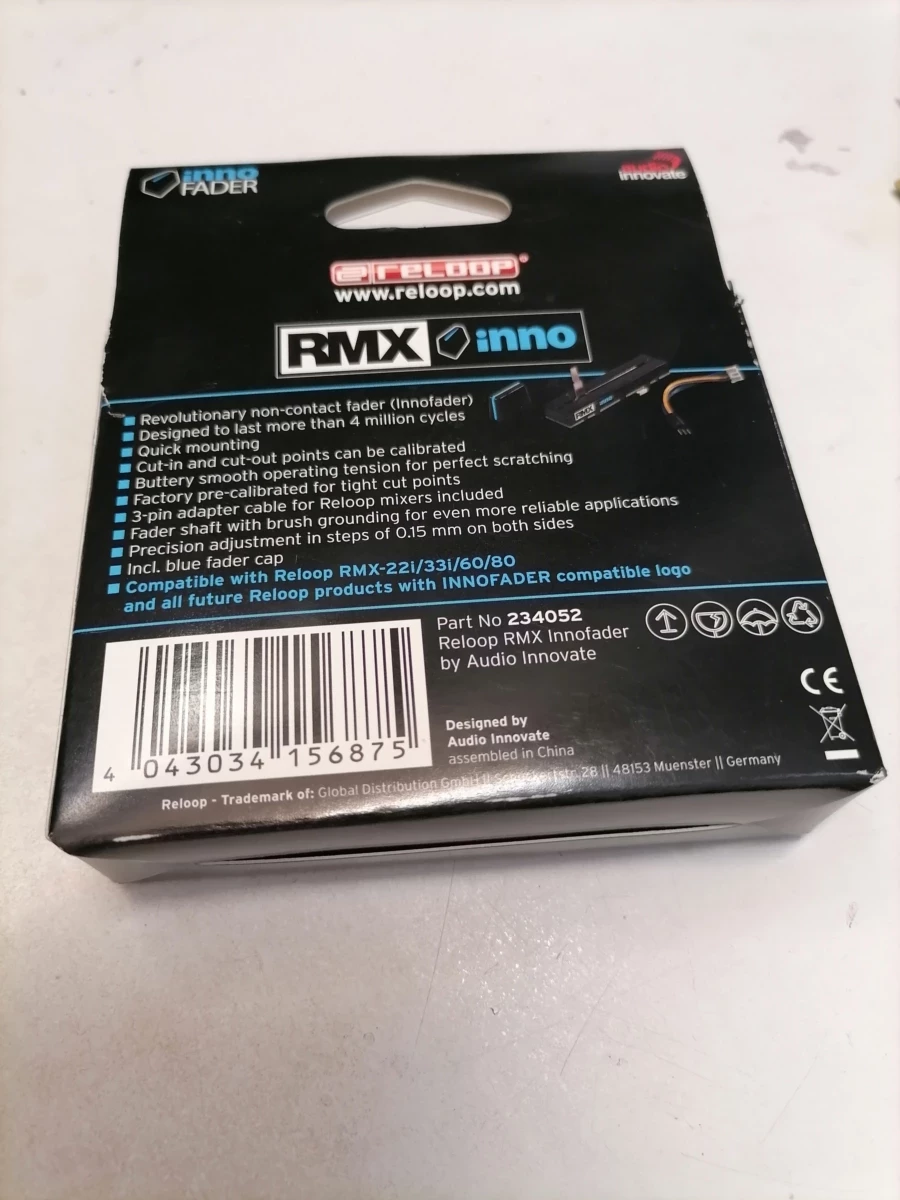 inno
FADER
audio
innovate
RELOOP
www.reloop.com
RMX inno
RMX inno
Revolutionary non-contact fader (Innofader)
Designed to last more than 4 million cycles
Quick mounting
Cut-in and cut-out points can be calibrated
Buttery smooth operating tension for perfect scratching
Factory pre-calibrated for tight cut points
3-pin adapter cable for Reloop mixers included
Fader shaft with brush grounding for even more reliable applications
Precision adjustment in steps of 0.15 mm on both sides
Incl. blue fader cap
Compatible with Reloop RMX-22i/33i/60/80
and all future Reloop products with INNOFADER compatible logo
Part No 234052
Reloop RMX Innofader
by Audio Innovate
CE
Designed by
Audio Innovate
assembled in China
4 043034 156875
Reloop - Trademark of: Global Distribution GmbH || Schuckertstr. 28 || 48153 Muenster || Germany